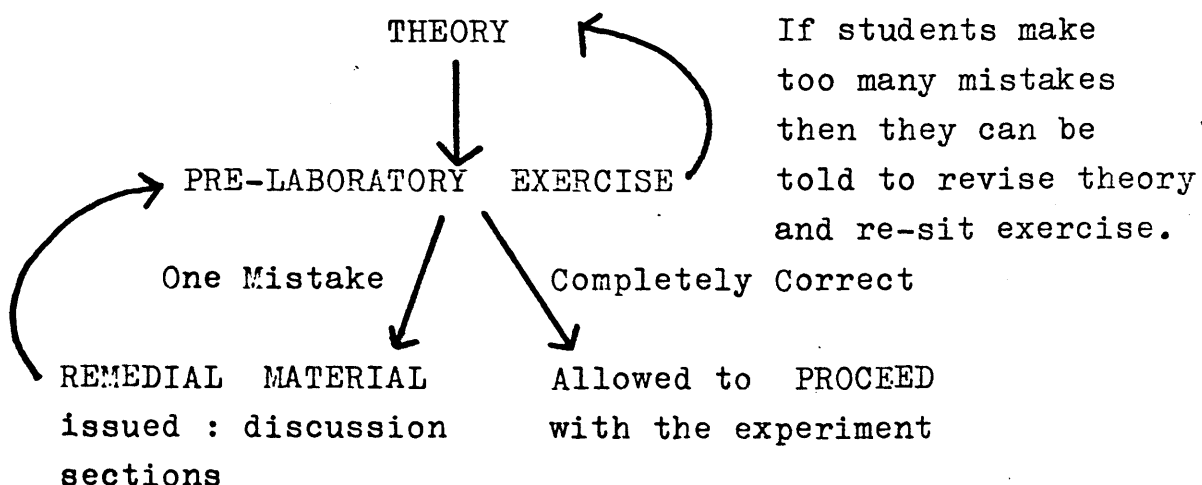 THEORY
If students make
too many mistakes
then they can be
told to revise theory
and re-sit exercise.
PRE-LABORATORY EXERCISE
One Mistake
Completely Correct
REMEDIAL MATERIAL
issued : discussion
sections
Allowed to PROCEED
with the experiment